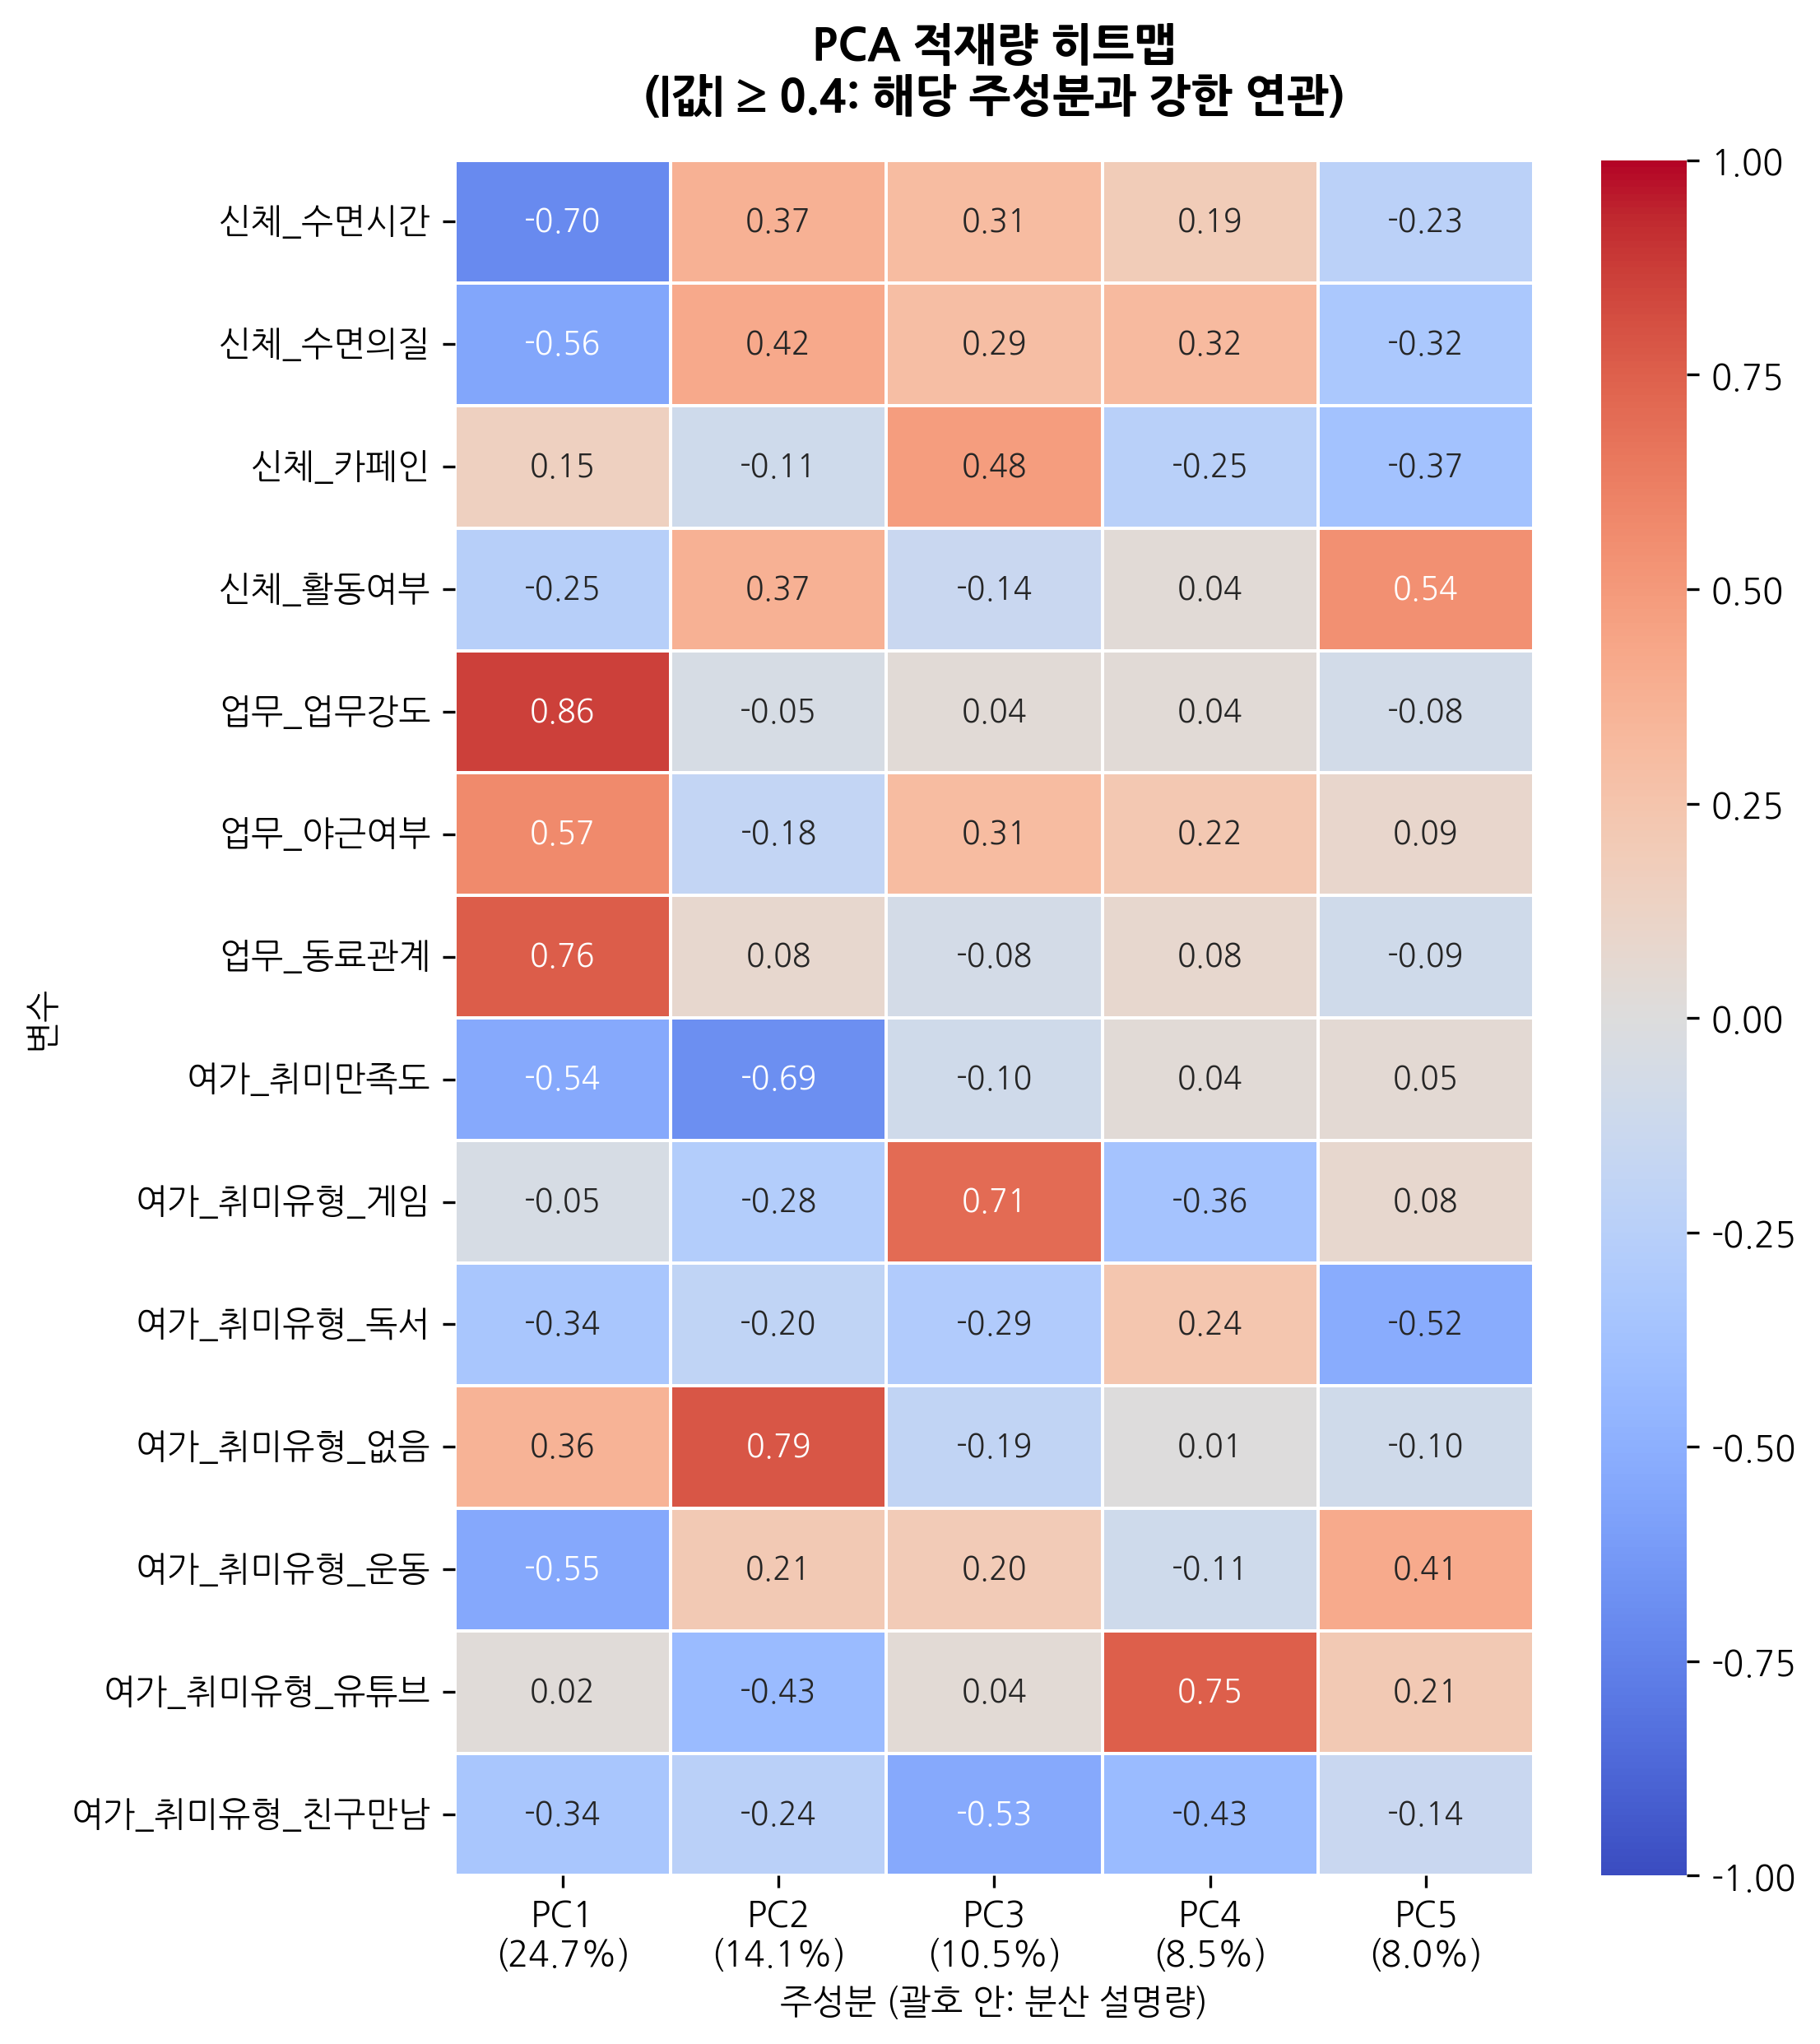 PCA 적재량 히트맵
(|값| ≥ 0.4: 해당 주성분과 강한 연관)
변수
신체_수면시간 -0.70 0.37 0.31 0.19 -0.23
신체_수면의질 -0.56 0.42 0.29 0.32 -0.32
신체_카페인 0.15 -0.11 0.48 -0.25 -0.37
신체_활동여부 -0.25 0.37 -0.14 0.04 0.54
업무_업무강도 0.86 -0.05 0.04 0.04 -0.08
업무_야근여부 0.57 -0.18 0.31 0.22 0.09
업무_동료관계 0.76 0.08 -0.08 0.08 -0.09
여가_취미만족도 -0.54 -0.69 -0.10 0.04 0.05
여가_취미유형_게임 -0.05 -0.28 0.71 -0.36 0.08
여가_취미유형_독서 -0.34 -0.20 -0.29 0.24 -0.52
여가_취미유형_없음 0.36 0.79 -0.19 0.01 -0.10
여가_취미유형_운동 -0.55 0.21 0.20 -0.11 0.41
여가_취미유형_유튜브 0.02 -0.43 0.04 0.75 0.21
여가_취미유형_친구만남 -0.34 -0.24 -0.53 -0.43 -0.14
PC1 PC2 PC3 PC4 PC5
(24.7%) (14.1%) (10.5%) (8.5%) (8.0%)
주성분 (괄호 안: 분산 설명량)
1.00
0.75
0.50
0.25
0.00
-0.25
-0.50
-0.75
-1.00